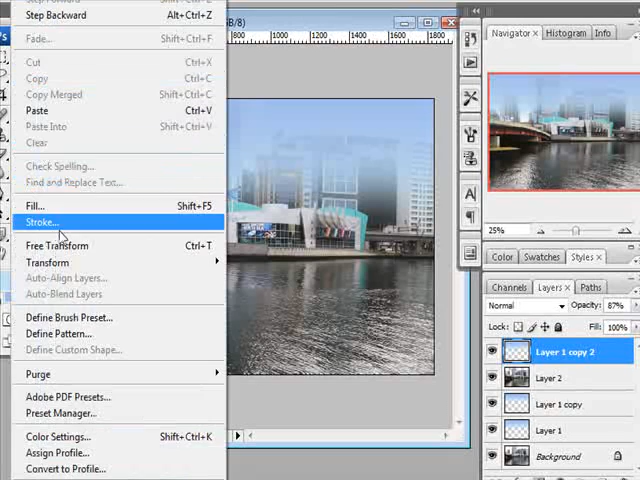 Step Backward Alt+Ctrl+Z
Fade... Shift+Ctrl+F
Cut Ctrl+X
Copy Ctrl+C
Copy Merged Shift+Ctrl+C
Paste Ctrl+V
Paste Into Shift+Ctrl+V
Clear
Check Spelling...
Find and Replace Text...
Fill... Shift+F5
Stroke...
Free Transform Ctrl+T
Transform
Auto-Align Layers...
Auto-Blend Layers
Define Brush Preset...
Define Pattern...
Define Custom Shape...
Purge
Adobe PDF Presets...
Preset Manager...
Color Settings... Shift+Ctrl+K
Assign Profile...
Convert to Profile...
B/8)
800 1000 1200 1400 1600 1800
Navigator Histogram Info
25%
Color Swatches Styles
Channels Layers Paths
Normal Opacity: 87%
Lock: Fill: 100%
Layer 1 copy 2
Layer 2
Layer 1 copy
Layer 1
Background